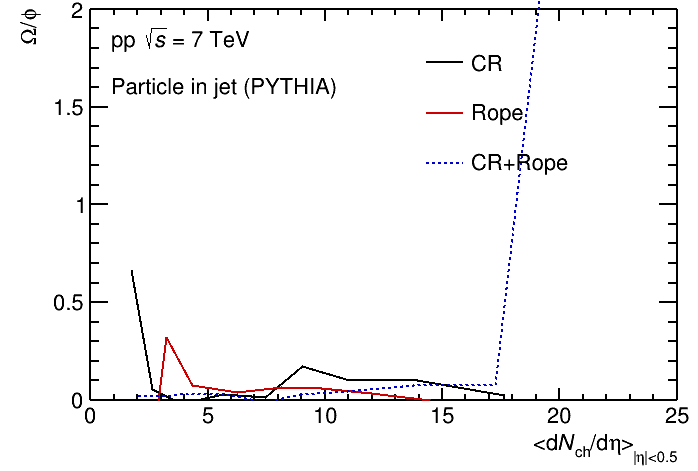 Ω/ϕ
2
1.5
1
0.5
0
pp √s = 7 TeV
Particle in jet (PYTHIA)
CR
Rope
CR+Rope
0 5 10 15 20 25
<dN_ch/dη>_|η|<0.5